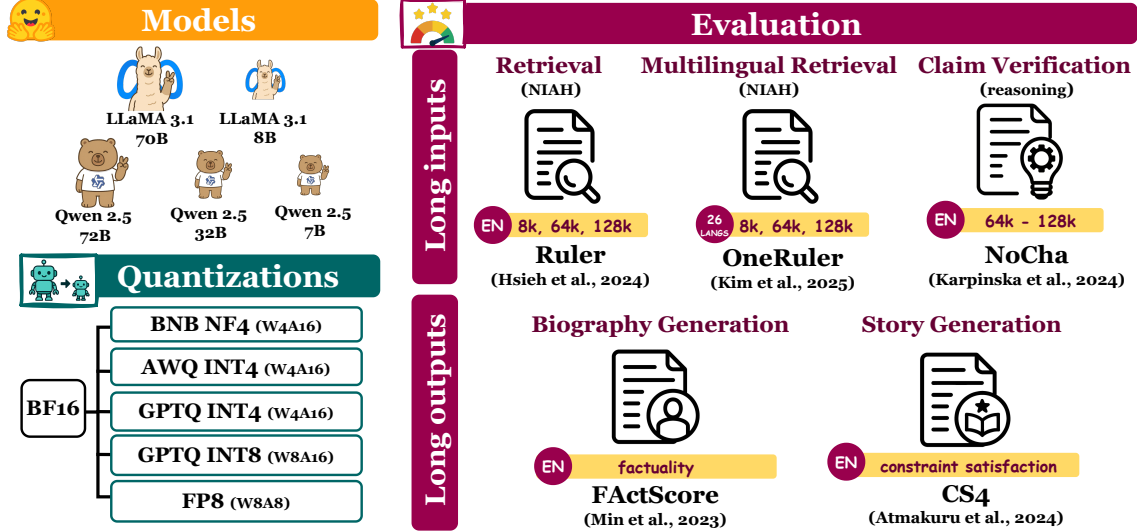 Models
LLaMA 3.1
70B
LLaMA 3.1
8B
Qwen 2.5
72B
Qwen 2.5
32B
Qwen 2.5
7B
Quantizations
BF16
BNB NF4 (W4A16)
AWQ INT4 (W4A16)
GPTQ INT4 (W4A16)
GPTQ INT8 (W8A16)
FP8 (W8A8)
Evaluation
Long inputs
Retrieval
(NIAH)
EN 8k, 64k, 128k
Ruler
(Hsieh et al., 2024)
Multilingual Retrieval
(NIAH)
26
LANGS
8k, 64k, 128k
OneRuler
(Kim et al., 2025)
Claim Verification
(reasoning)
EN 64k - 128k
NoCha
(Karpinska et al., 2024)
Long outputs
Biography Generation
EN factuality
FActScore
(Min et al., 2023)
Story Generation
EN constraint satisfaction
CS4
(Atmakuru et al., 2024)